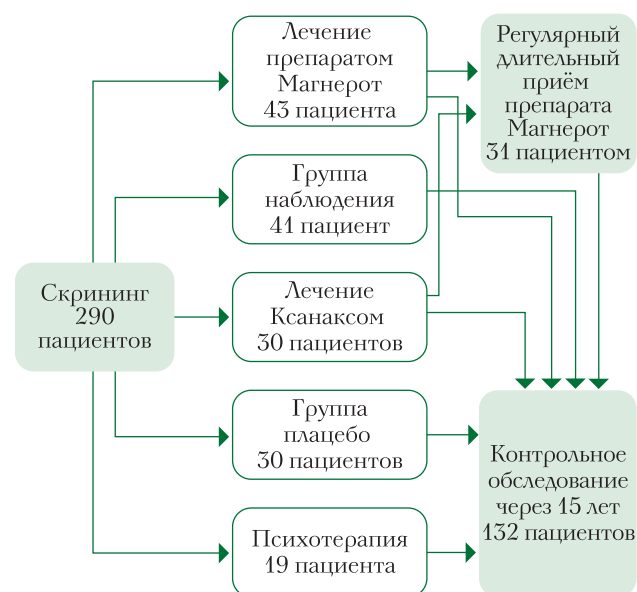 Скрининг
290
пациентов
Лечение
препаратом
Магнерот
43 пациента
Группа
наблюдения
41 пациент
Лечение
Ксанаксом
30 пациентов
Группа
плацебо
30 пациентов
Психотерапия
19 пациента
Регулярный
длительный
приём
препарата
Магнерот
31 пациентом
Контрольное
обследование
через 15 лет
132 пациентов